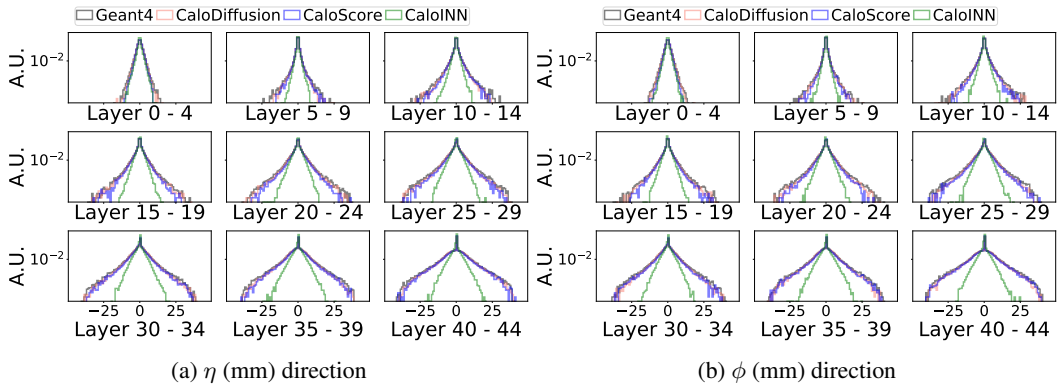 Geant4 CaloDiffusion CaloScore CaloINN
A.U.
10⁻²
Layer 0 - 4 Layer 5 - 9 Layer 10 - 14
A.U.
10⁻²
Layer 15 - 19 Layer 20 - 24 Layer 25 - 29
A.U.
10⁻²
−25 0 25 −25 0 25 −25 0 25
Layer 30 - 34 Layer 35 - 39 Layer 40 - 44
(a) η (mm) direction
Geant4 CaloDiffusion CaloScore CaloINN
A.U.
10⁻²
Layer 0 - 4 Layer 5 - 9 Layer 10 - 14
A.U.
10⁻²
Layer 15 - 19 Layer 20 - 24 Layer 25 - 29
A.U.
10⁻²
−25 0 25 −25 0 25 −25 0 25
Layer 30 - 34 Layer 35 - 39 Layer 40 - 44
(b) ϕ (mm) direction